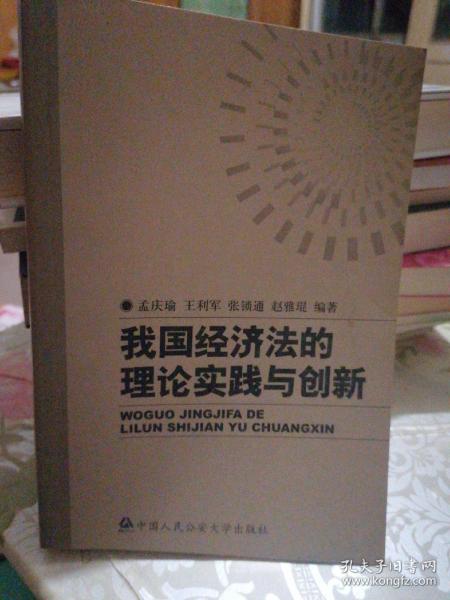 孟庆瑜 王利军 张锁通 赵雅琨 编著
我国经济法的
理论实践与创新
WOGUO JINGJIFA DE
LILUN SHIJIAN YU CHUANGXIN
中国人民公安大学出版社
孔夫子旧书网
www.kongfz.com